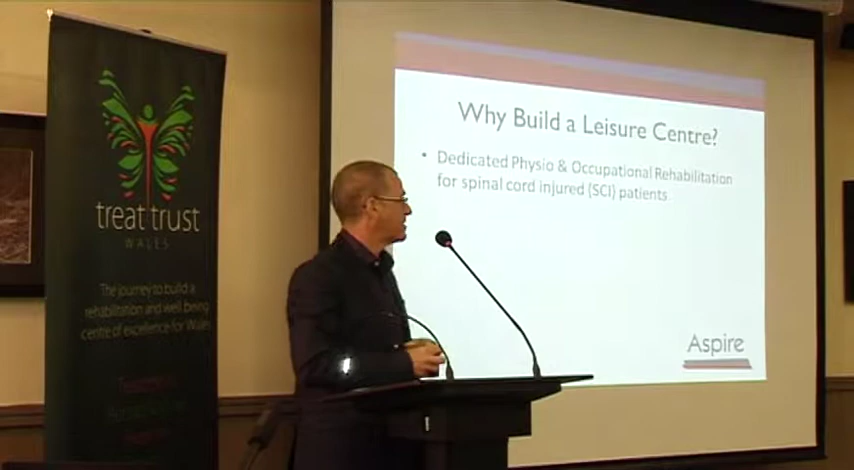 treat trust
WALES
The journey to build a
rehabilitation and well being
centre of excellence for Wales
Why Build a Leisure Centre?
• Dedicated Physio & Occupational Rehabilitation
for spinal cord injured (SCI) patients
Aspire